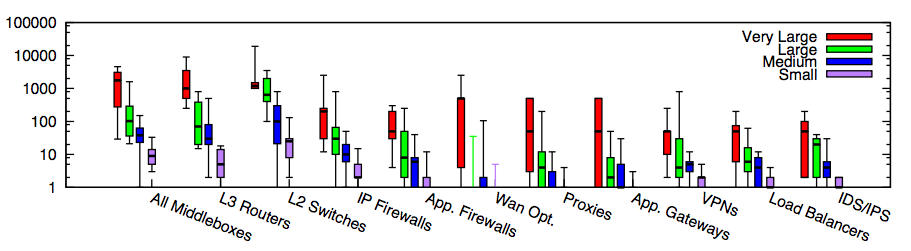 100000
10000
1000
100
10
1
Very Large
Large
Medium
Small
All Middleboxes
L3 Routers
L2 Switches
IP Firewalls
App. Firewalls
Wan Opt.
Proxies
App. Gateways
VPNs
Load Balancers
IDS/IPS